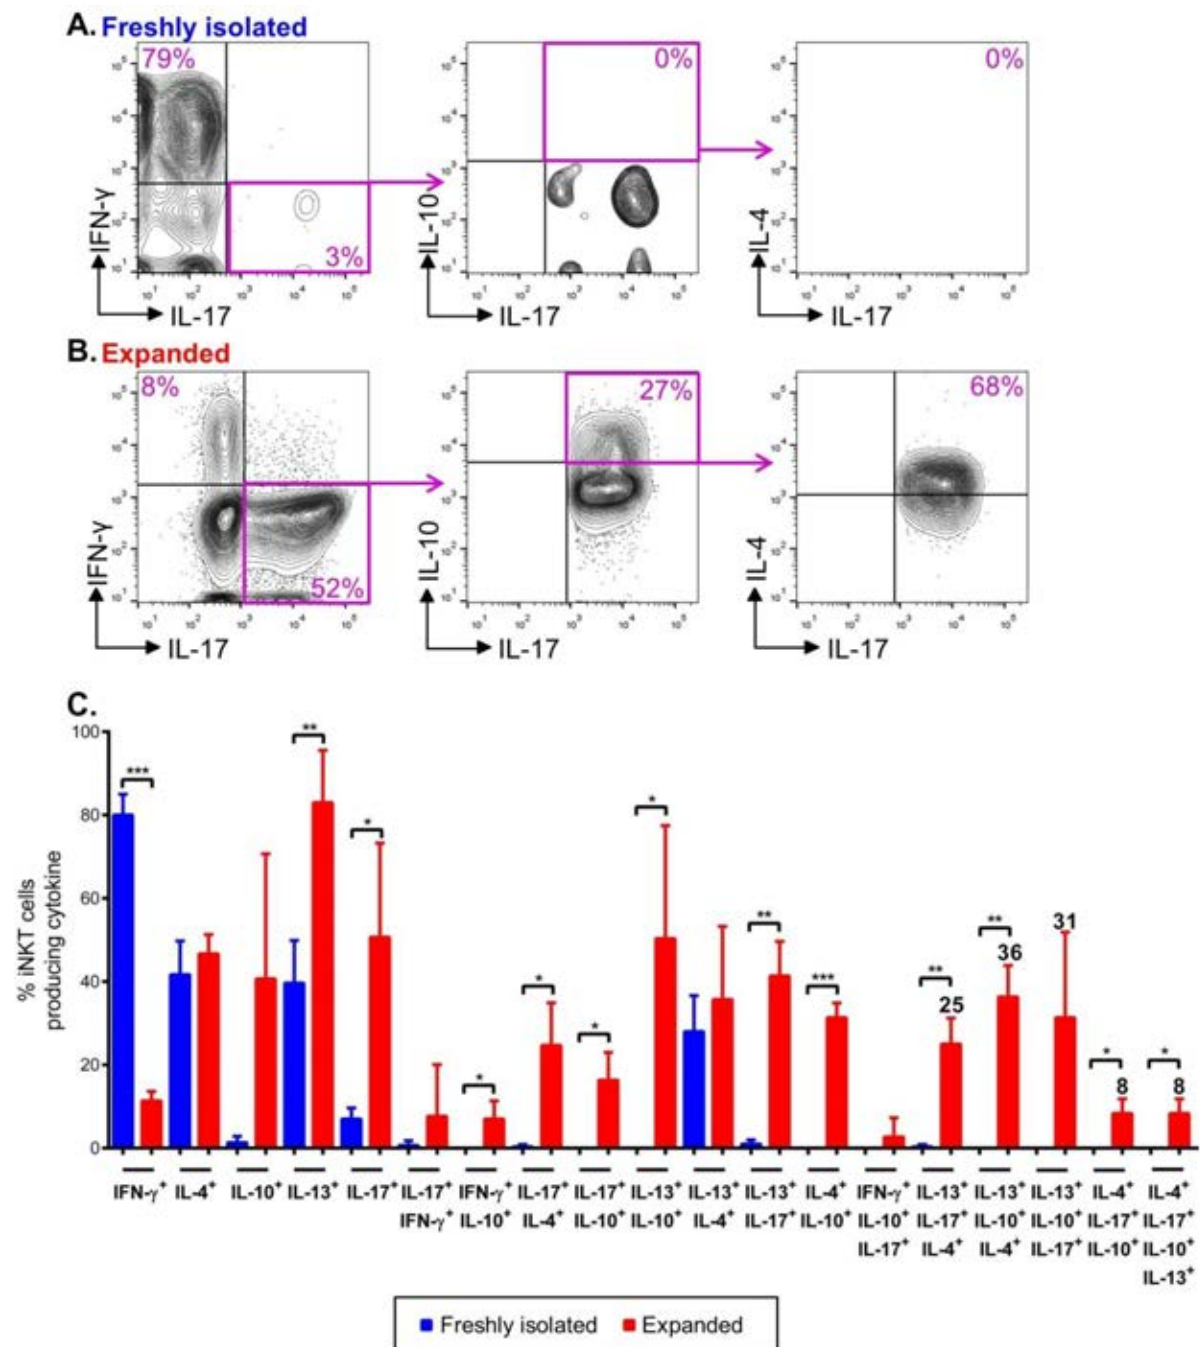 A. Freshly isolated
79%
3%
IFN-γ
IL-17
10¹ 10² 10³ 10⁴ 10⁵
0%
IL-10
IL-17
0%
IL-4
IL-17
B. Expanded
8%
52%
IFN-γ
IL-17
27%
IL-10
IL-17
68%
IL-4
IL-17
C.
% iNKT cells
producing cytokine
100
80
60
40
20
0
***
**
*
*
*
*
*
**
***
**
25
**
36
31
*
8
*
8
IFN-γ⁺
IL-4⁺
IL-10⁺
IL-13⁺
IL-17⁺
IL-17⁺
IFN-γ⁺
IFN-γ⁺
IL-10⁺
IL-17⁺
IL-4⁺
IL-17⁺
IL-10⁺
IL-13⁺
IL-10⁺
IL-13⁺
IL-4⁺
IL-13⁺
IL-17⁺
IL-4⁺
IL-10⁺
IFN-γ⁺
IL-10⁺
IL-17⁺
IL-13⁺
IL-17⁺
IL-4⁺
IL-13⁺
IL-10⁺
IL-4⁺
IL-13⁺
IL-10⁺
IL-17⁺
IL-4⁺
IL-17⁺
IL-10⁺
IL-4⁺
IL-17⁺
IL-10⁺
IL-13⁺
Freshly isolated
Expanded